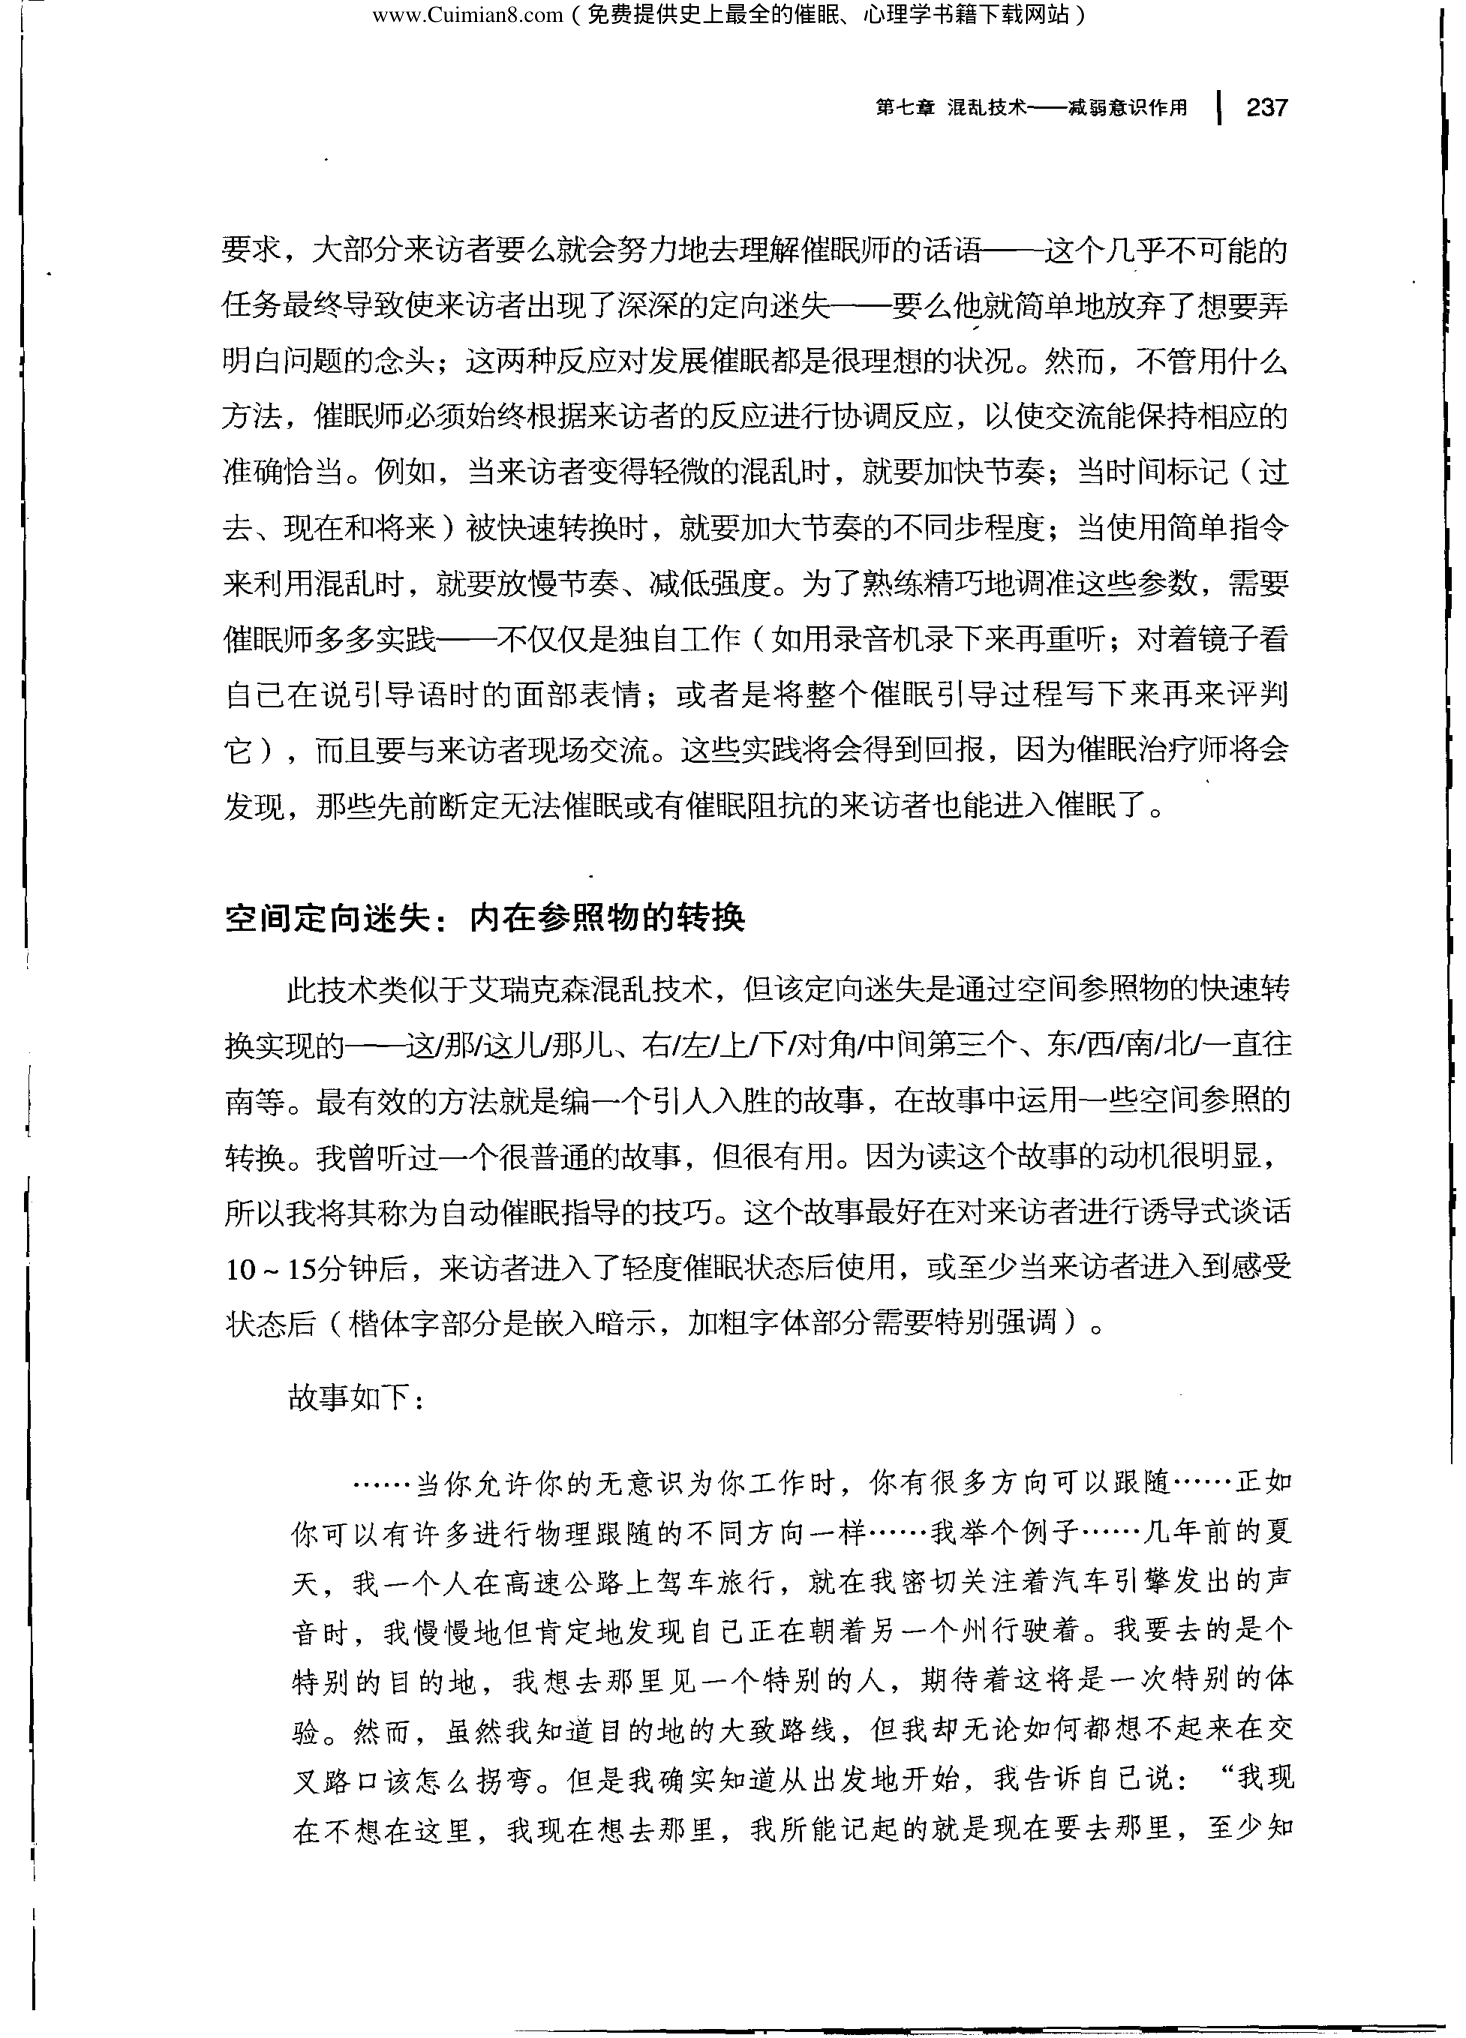 www.Cuimian8.com（免费提供史上最全的催眠、心理学书籍下载网站）
第七章 混乱技术——减弱意识作用 237
要求，大部分来访者要么就会努力地去理解催眠师的话语——这个几乎不可能的
任务最终导致使来访者出现了深深的定向迷失——要么他就简单地放弃了想要弄
明白问题的念头；这两种反应对发展催眠都是很理想的状况。然而，不管用什么
方法，催眠师必须始终根据来访者的反应进行协调反应，以使交流能保持相应的
准确恰当。例如，当来访者变得轻微的混乱时，就要加快节奏；当时间标记（过
去、现在和将来）被快速转换时，就要加大节奏的不同步程度；当使用简单指令
来利用混乱时，就要放慢节奏、减低强度。为了熟练精巧地调准这些参数，需要
催眠师多多实践——不仅仅是独自工作（如用录音机录下来再重听；对着镜子看
自己在说引导语时的面部表情；或者是将整个催眠引导过程写下来再来评判
它），而且要与来访者现场交流。这些实践将会得到回报，因为催眠治疗师将会
发现，那些先前断定无法催眠或有催眠阻抗的来访者也能进入催眠了。
空间定向迷失：内在参照物的转换
此技术类似于艾瑞克森混乱技术，但该定向迷失是通过空间参照物的快速转
换实现的——这/那/这儿/那儿、右/左/上/下/对角/中间第三个、东/西/南/北/一直往
南等。最有效的方法就是编一个引人入胜的故事，在故事中运用一些空间参照的
转换。我曾听过一个很普通的故事，但很有用。因为读这个故事的动机很明显，
所以我将其称为自动催眠指导的技巧。这个故事最好在对来访者进行诱导式谈话
10～15分钟后，来访者进入了轻度催眠状态后使用，或至少当来访者进入到感受
状态后（楷体字部分是嵌入暗示，加粗字体部分需要特别强调）。
故事如下：
……当你允许你的无意识为你工作时，你有很多方向可以跟随……正如
你可以有许多进行物理跟随的不同方向一样……我举个例子……几年前的夏
天，我一个人在高速公路上驾车旅行，就在我密切关注着汽车引擎发出的声
音时，我慢慢地但肯定地发现自己正在朝着另一个州行驶着。我要去的是个
特别的目的地，我想去那里见一个特别的人，期待着这将是一次特别的体
验。然而，虽然我知道目的地的大致路线，但我却无论如何都想不起来在交
叉路口该怎么拐弯。但是我确实知道从出发地开始，我告诉自己说：“我现
在不想在这里，我现在想去那里，我所能记起的就是现在要去那里，至少知